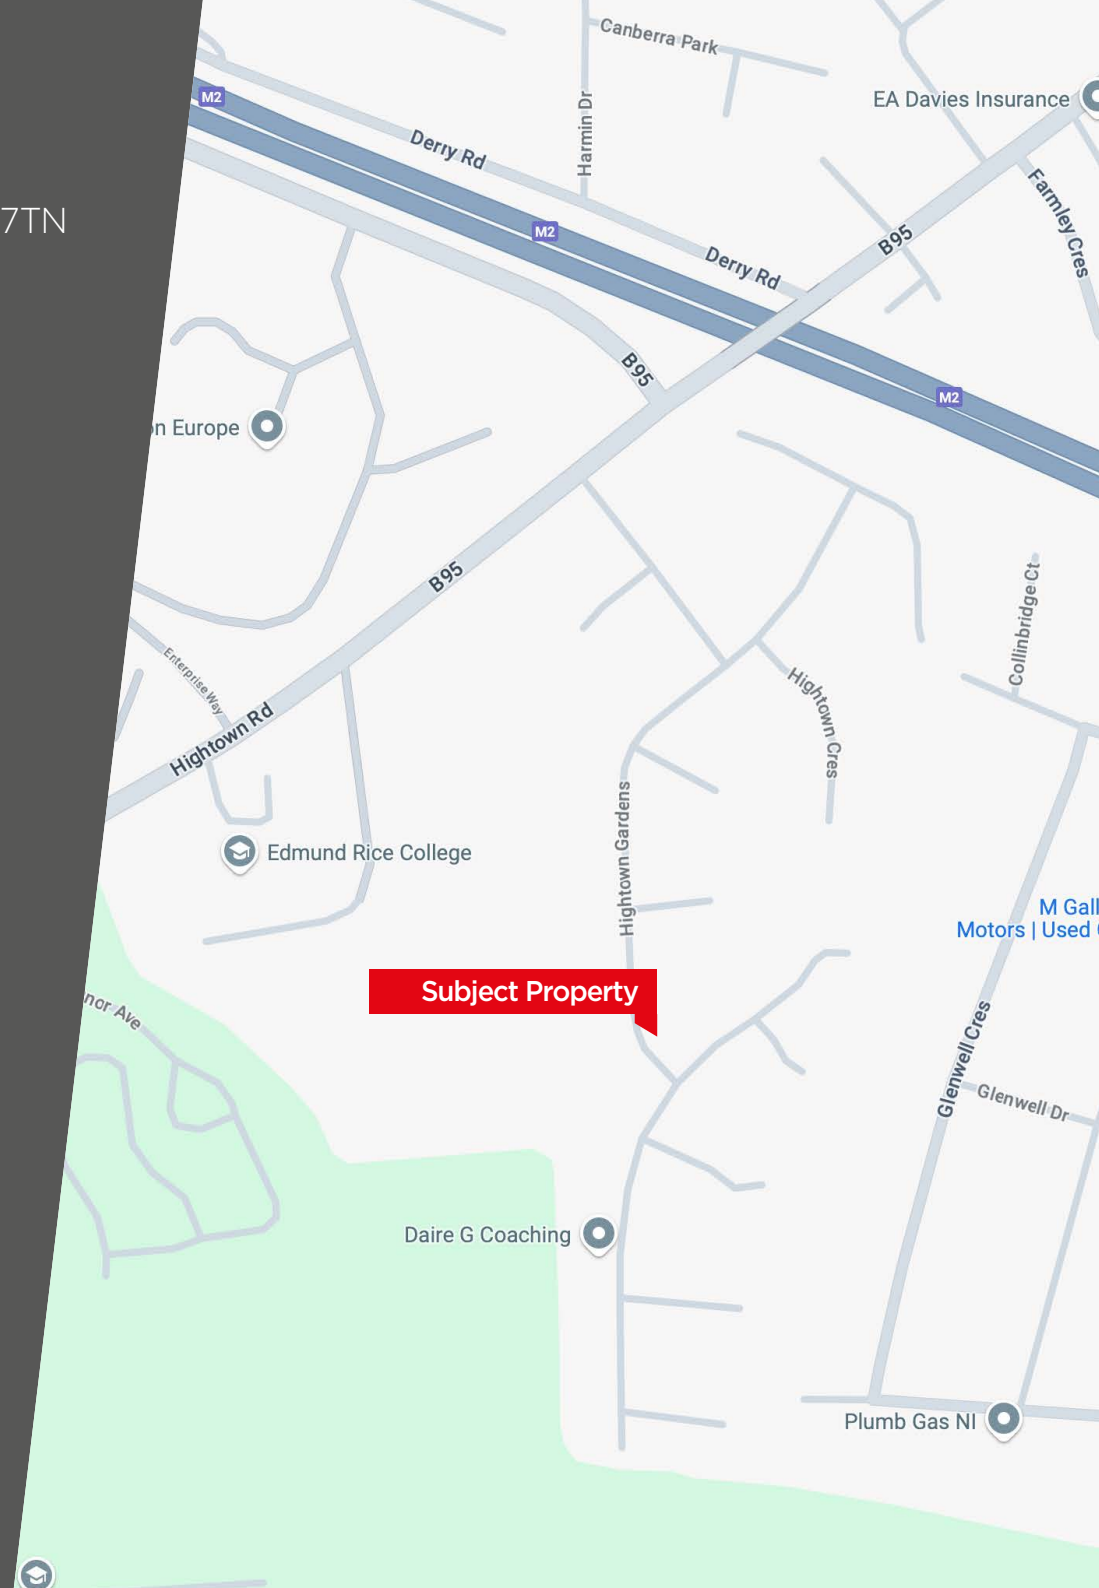 Canberra Park
EA Davies Insurance
M2
Harmin Dr
Derry Rd
Farmley Cres
7TN
M2
B95
Derry Rd
B95
M2
n Europe
B95
Collinbridge Ct
Enterprise Way
Hightown Cres
Hightown Rd
Hightown Gardens
Edmund Rice College
M Gall
Motors | Used
Subject Property
nor Ave
Glenwell Cres
Glenwell Dr
Daire G Coaching
Plumb Gas NI